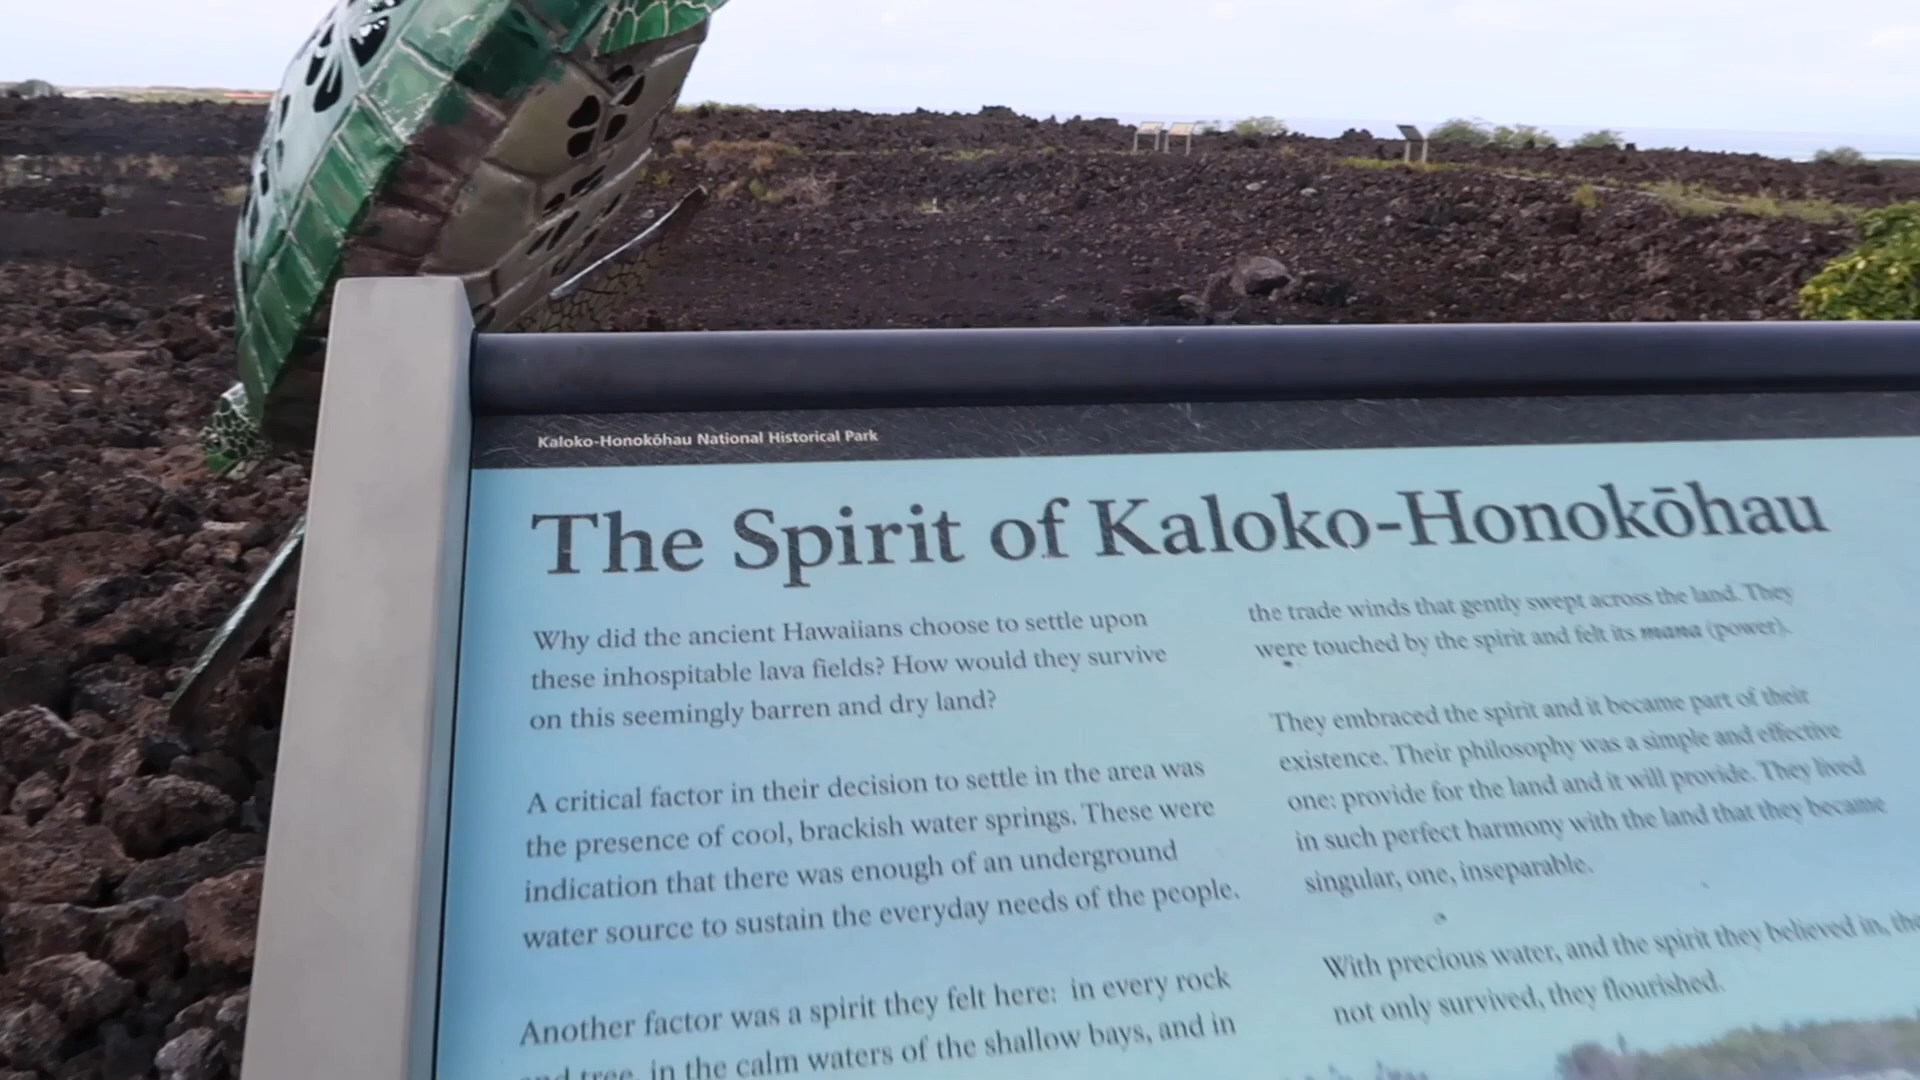 Kaloko-Honokōhau National Historical Park
The Spirit of Kaloko-Honokōhau
Why did the ancient Hawaiians choose to settle upon
these inhospitable lava fields? How would they survive
on this seemingly barren and dry land?
A critical factor in their decision to settle in the area was
the presence of cool, brackish water springs. These were
indication that there was enough of an underground
water source to sustain the everyday needs of the people.
Another factor was a spirit they felt here: in every rock
and tree, in the calm waters of the shallow bays, and in
the trade winds that gently swept across the land. They
were touched by the spirit and felt its mana (power).
They embraced the spirit and it became part of their
existence. Their philosophy was a simple and effective
one: provide for the land and it will provide. They lived
in such perfect harmony with the land that they became
singular, one, inseparable.
With precious water, and the spirit they believed in,
not only survived, they flourished.